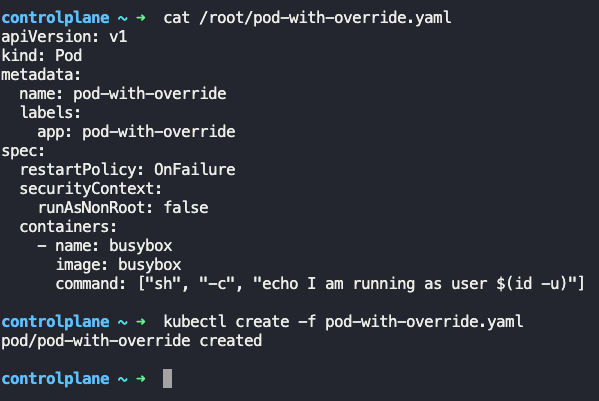 controlplane ~ ➜  cat /root/pod-with-override.yaml
apiVersion: v1
kind: Pod
metadata:
  name: pod-with-override
  labels:
    app: pod-with-override
spec:
  restartPolicy: OnFailure
  securityContext:
    runAsNonRoot: false
  containers:
    - name: busybox
      image: busybox
      command: ["sh", "-c", "echo I am running as user $(id -u)"]
controlplane ~ ➜  kubectl create -f pod-with-override.yaml
pod/pod-with-override created
controlplane ~ ➜